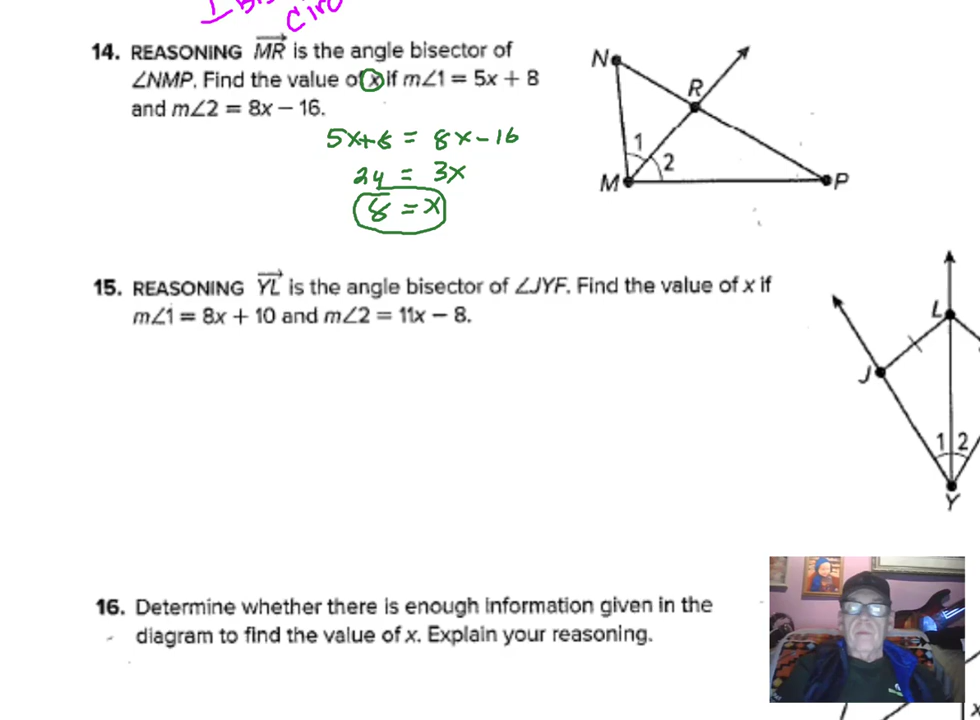 ⊥ Bis
Circ
14. REASONING MR is the angle bisector of
∠NMP. Find the value of x if m∠1 = 5x + 8
and m∠2 = 8x − 16.
5x+8 = 8x-16
24 = 3x
8 = x
N
R
1
2
M
P
15. REASONING YL is the angle bisector of ∠JYF. Find the value of x if
m∠1 = 8x + 10 and m∠2 = 11x − 8.
L
J
1 2
Y
16. Determine whether there is enough information given in the
diagram to find the value of x. Explain your reasoning.